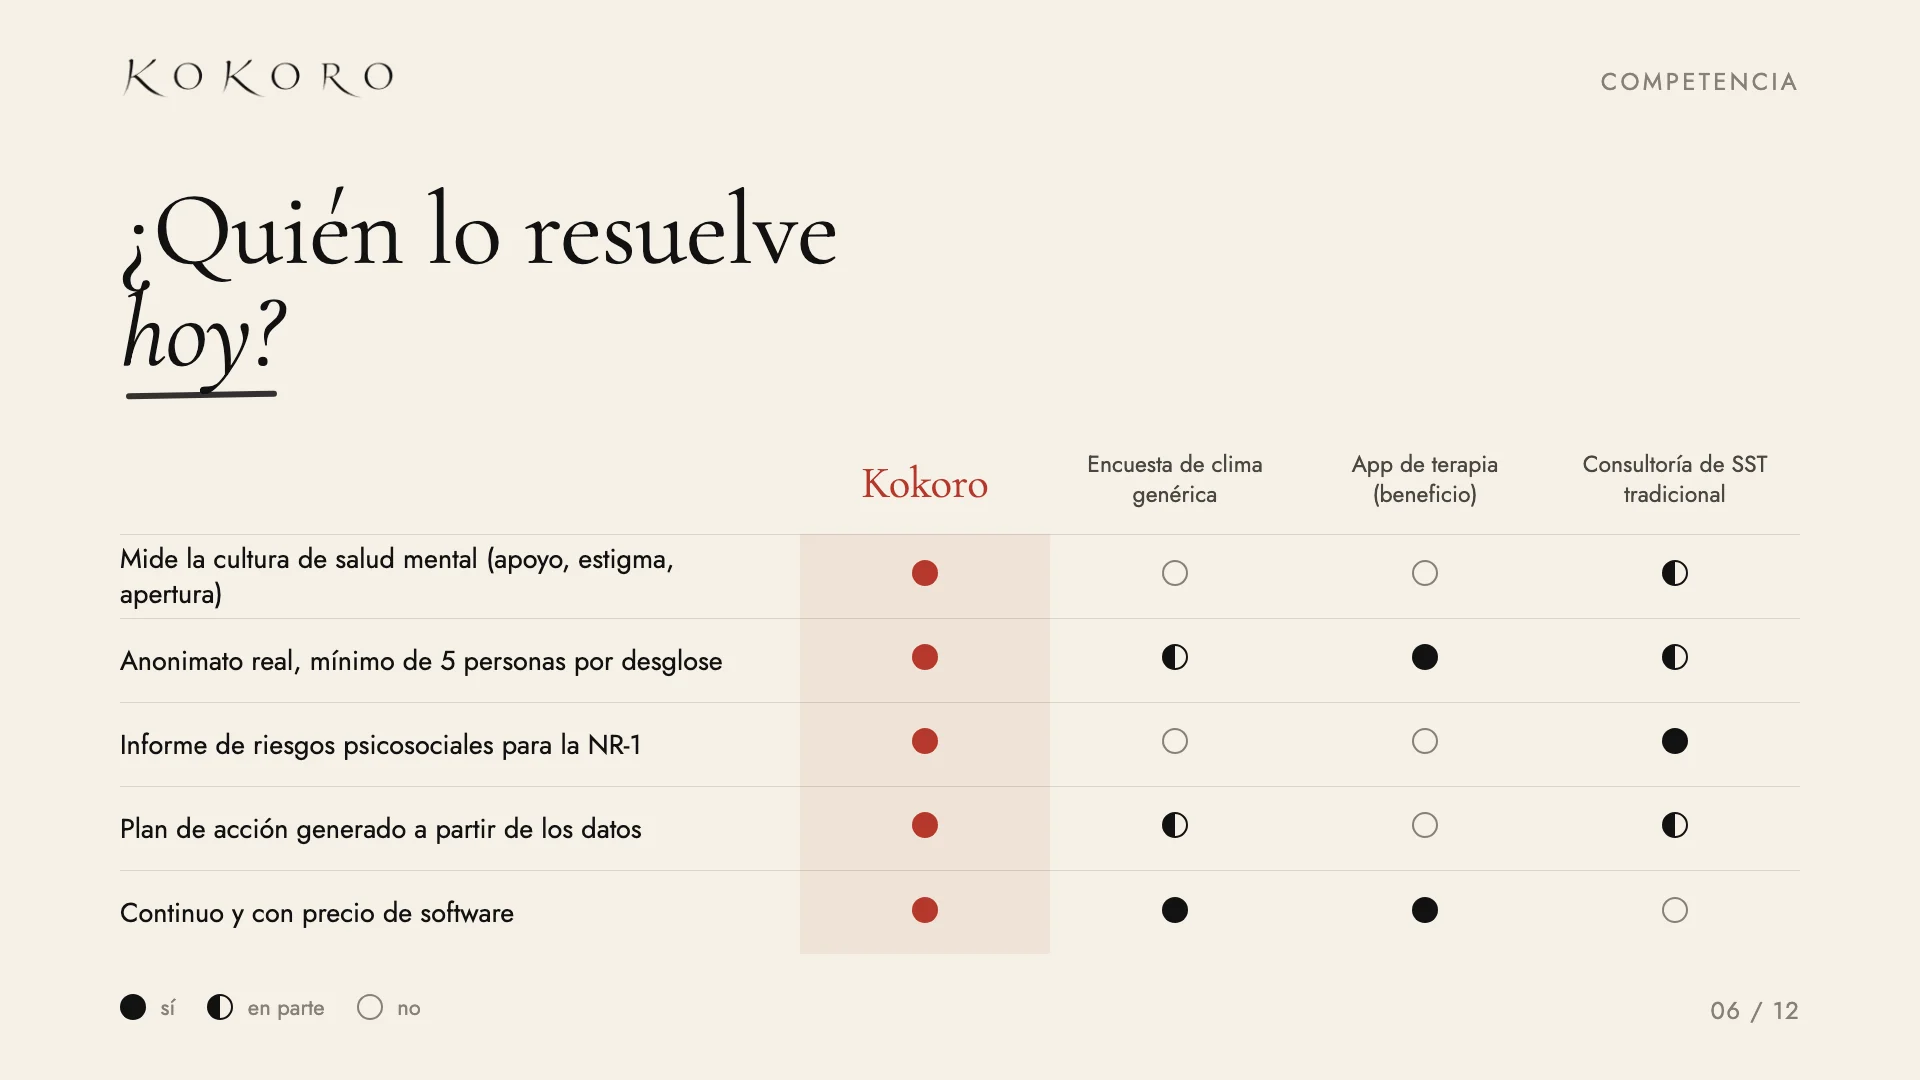 KOKORO
COMPETENCIA
¿Quién lo resuelve
hoy?
Kokoro
Encuesta de clima
genérica
App de terapia
(beneficio)
Consultoría de SST
tradicional
Mide la cultura de salud mental (apoyo, estigma,
apertura)
Anonimato real, mínimo de 5 personas por desglose
Informe de riesgos psicosociales para la NR-1
Plan de acción generado a partir de los datos
Continuo y con precio de software
sí
en parte
no
06 / 12